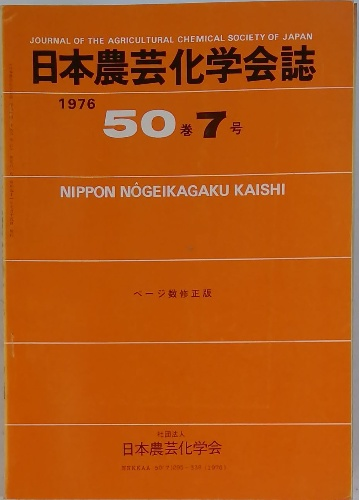 JOURNAL OF THE AGRICULTURAL CHEMICAL SOCIETY OF JAPAN
日本農芸化学会誌
1976
50巻7号
NIPPON NÔGEIKAGAKU KAISHI
ページ数修正版
社団法人
日本農芸化学会